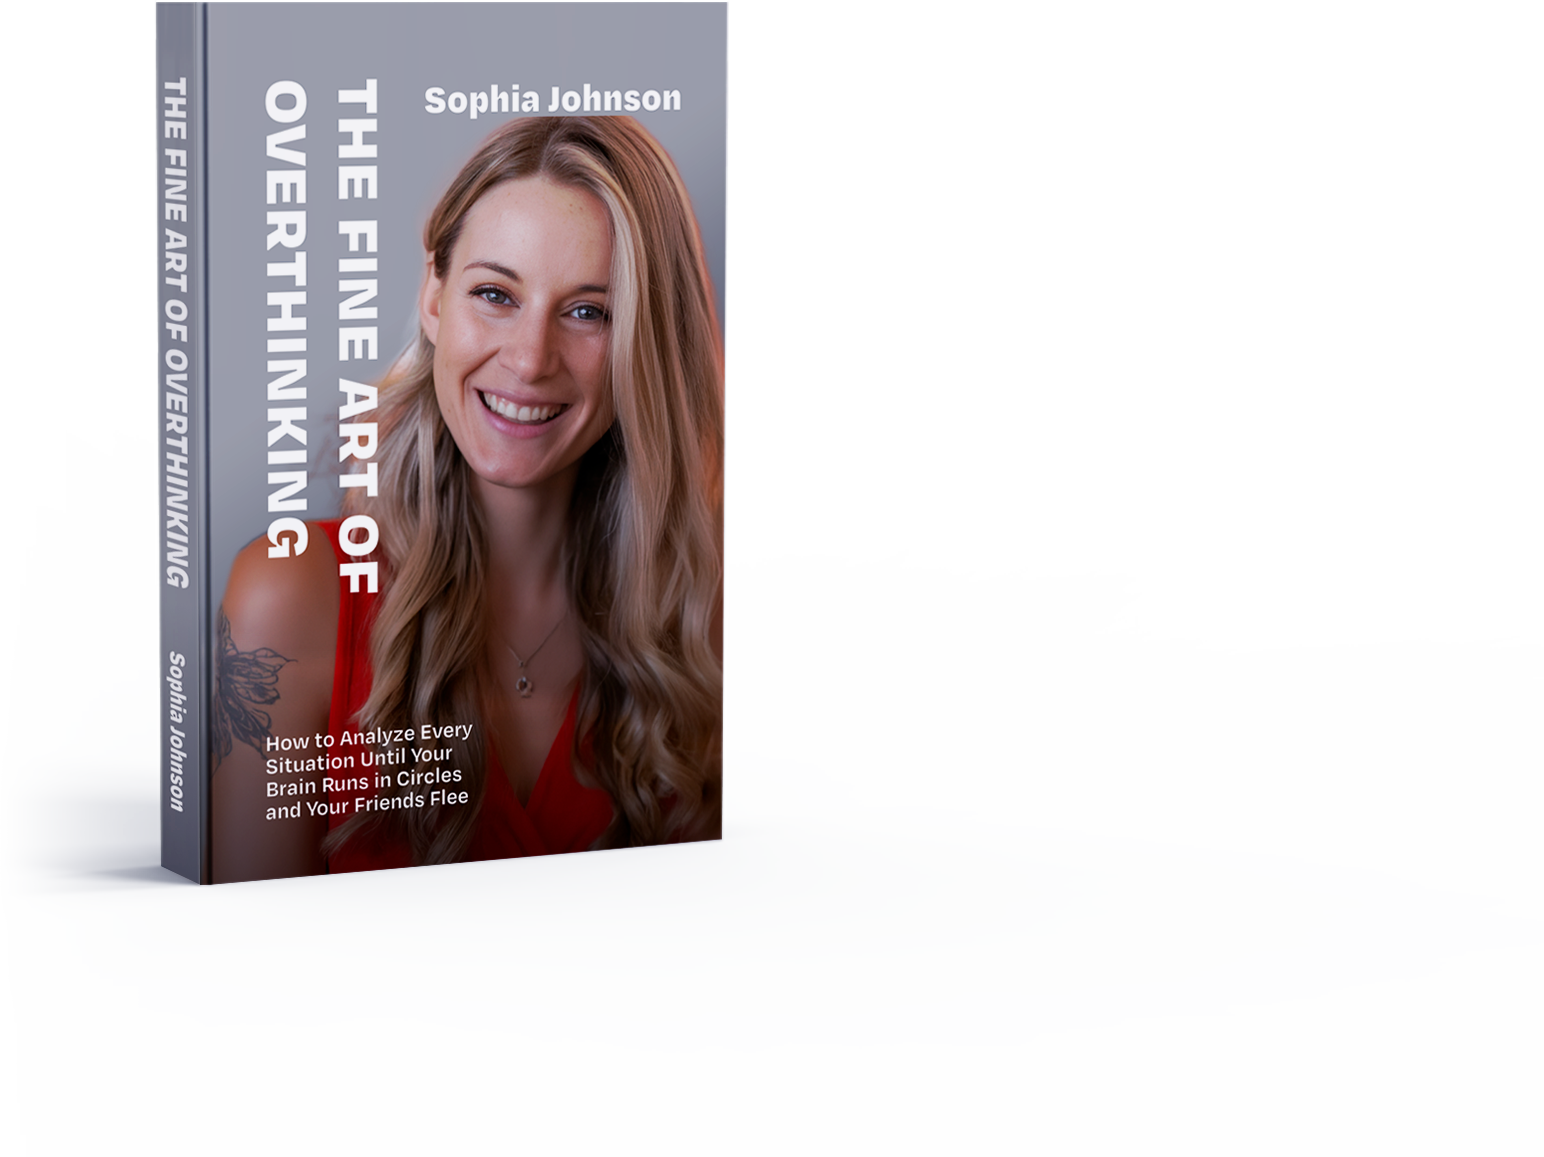 THE FINE ART OF OVERTHINKING
Sophia Johnson
Sophia Johnson
THE FINE ART OF
OVERTHINKING
How to Analyze Every
Situation Until Your
Brain Runs in Circles
and Your Friends Flee